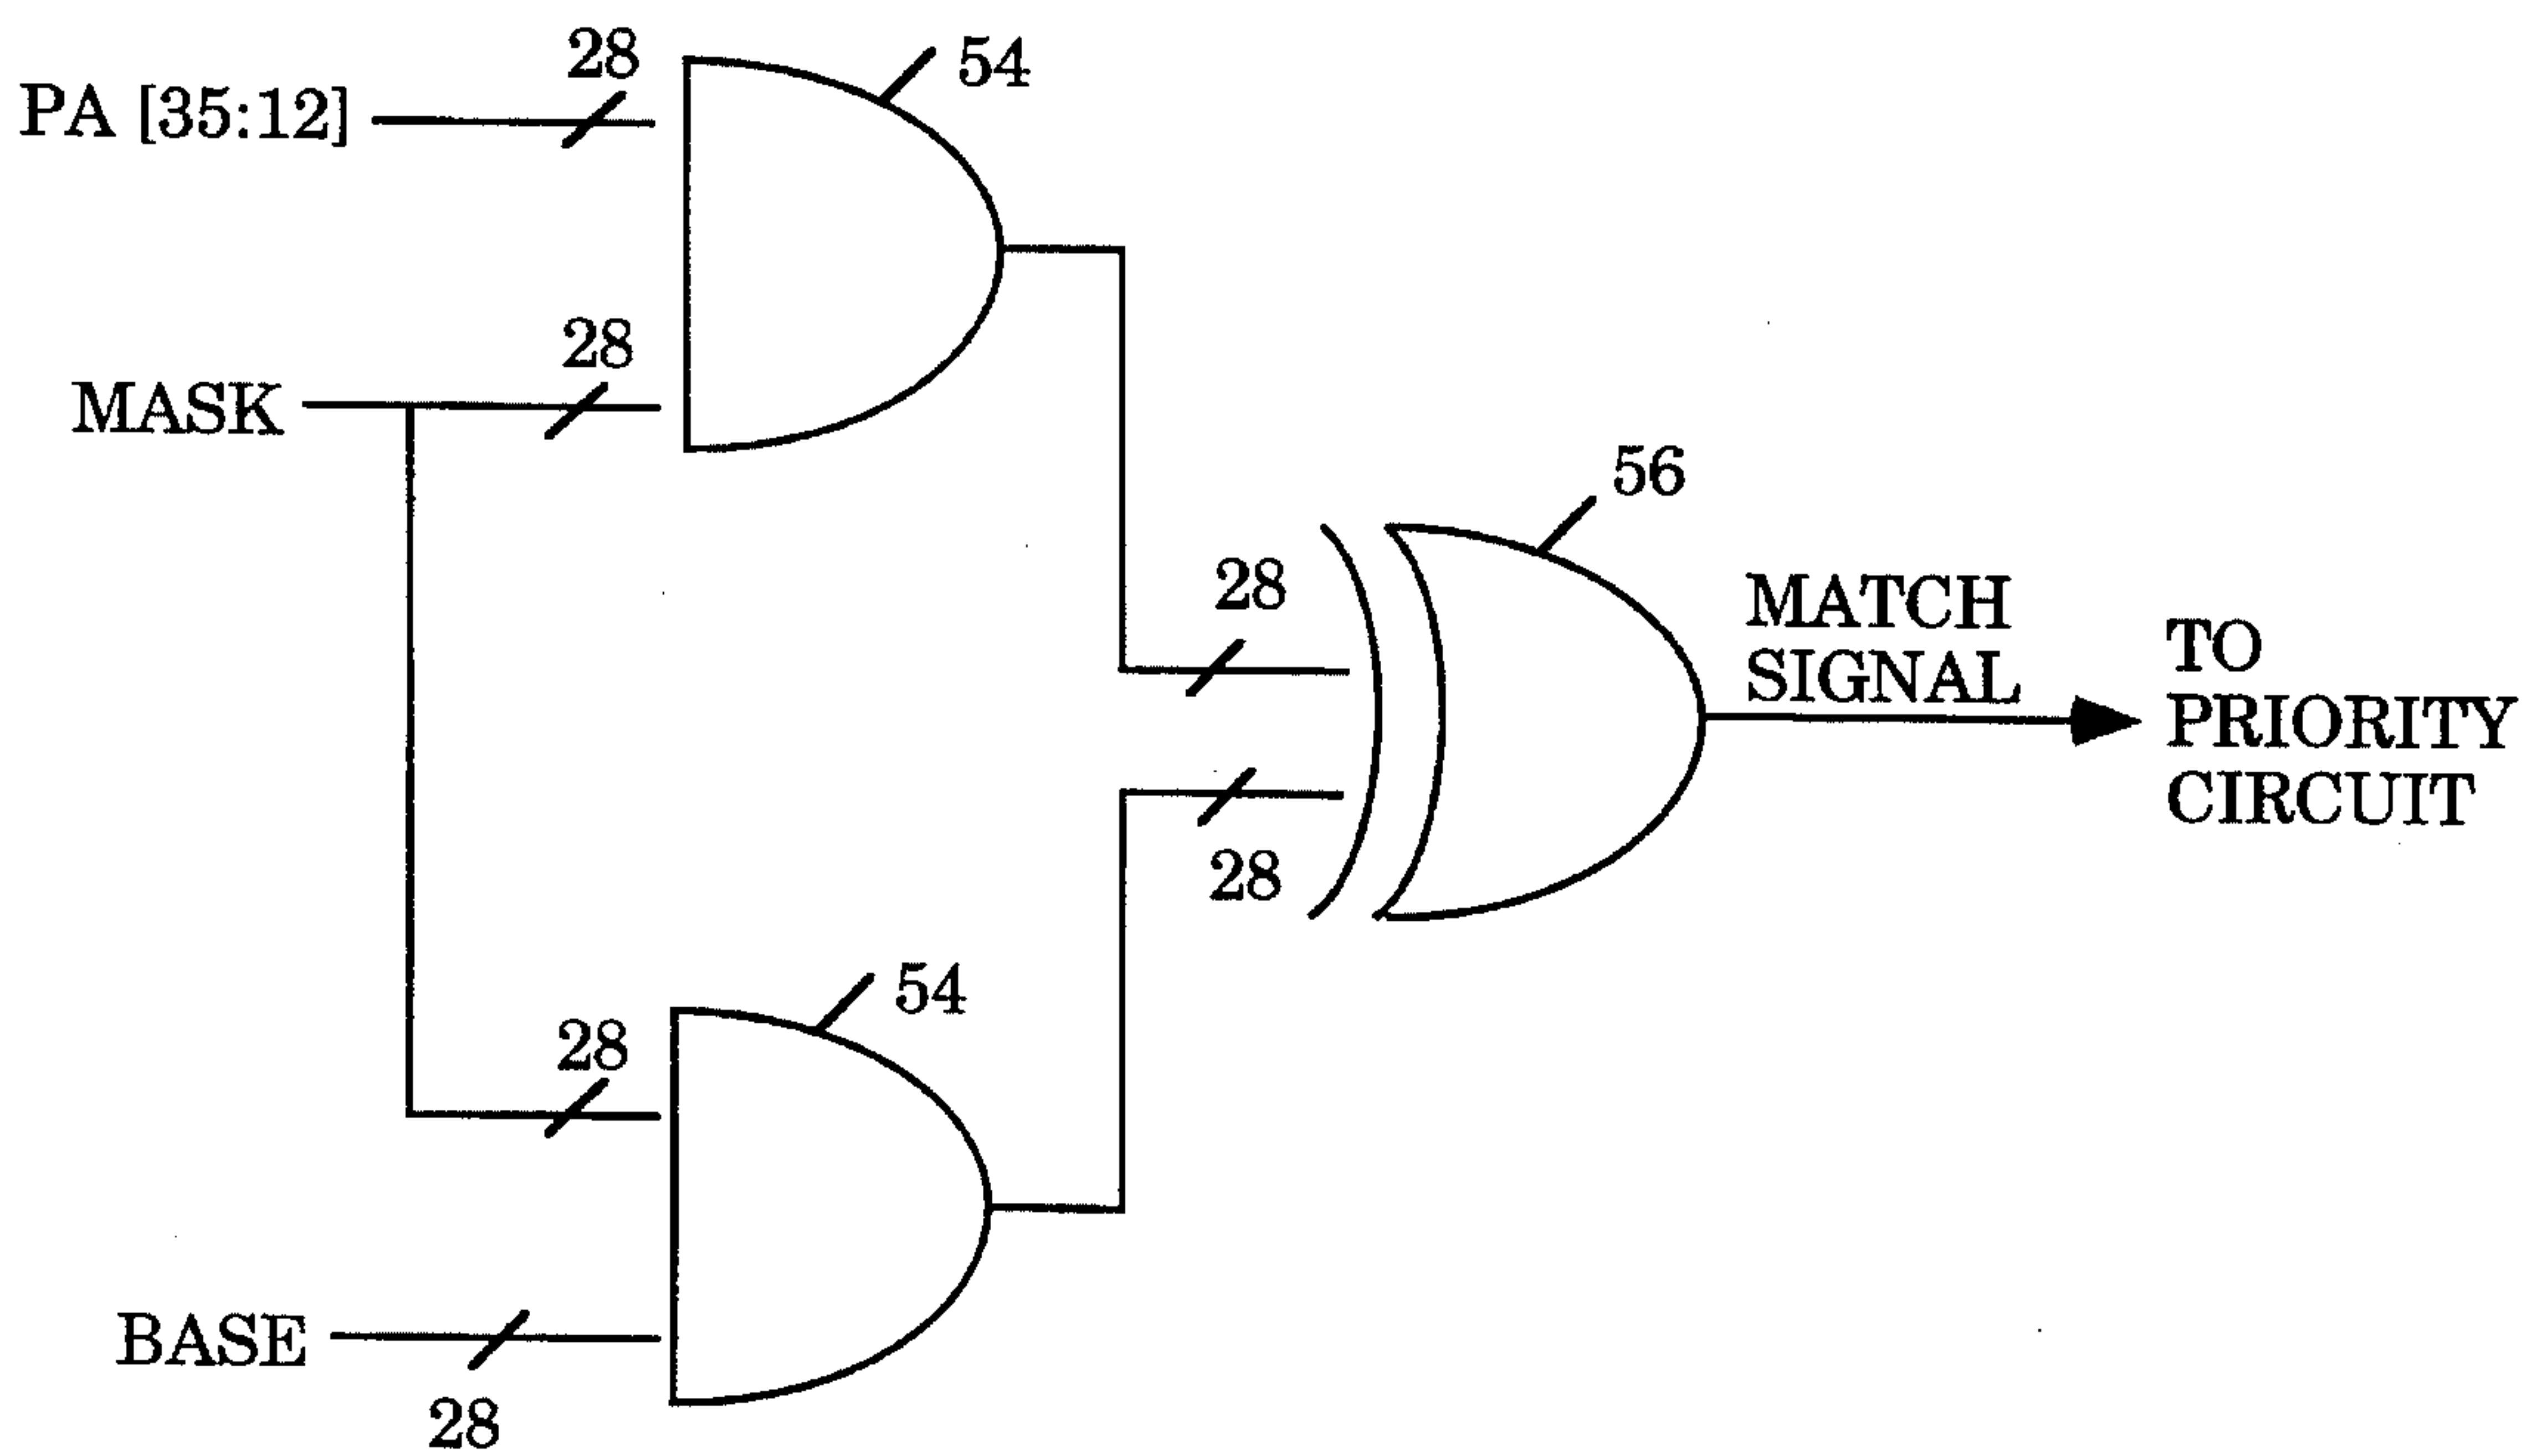 28
54
PA [35:12]
28
MASK
56
28
MATCH
SIGNAL
TO
PRIORITY
CIRCUIT
28
54
28
BASE
28